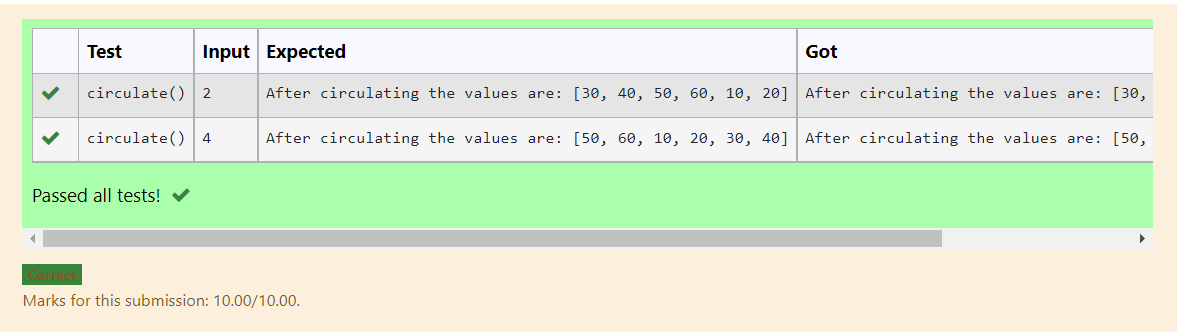 Test Input Expected Got
circulate() 2 After circulating the values are: [30, 40, 50, 60, 10, 20] After circulating the values are: [30,
circulate() 4 After circulating the values are: [50, 60, 10, 20, 30, 40] After circulating the values are: [50,
Passed all tests!
Correct
Marks for this submission: 10.00/10.00.